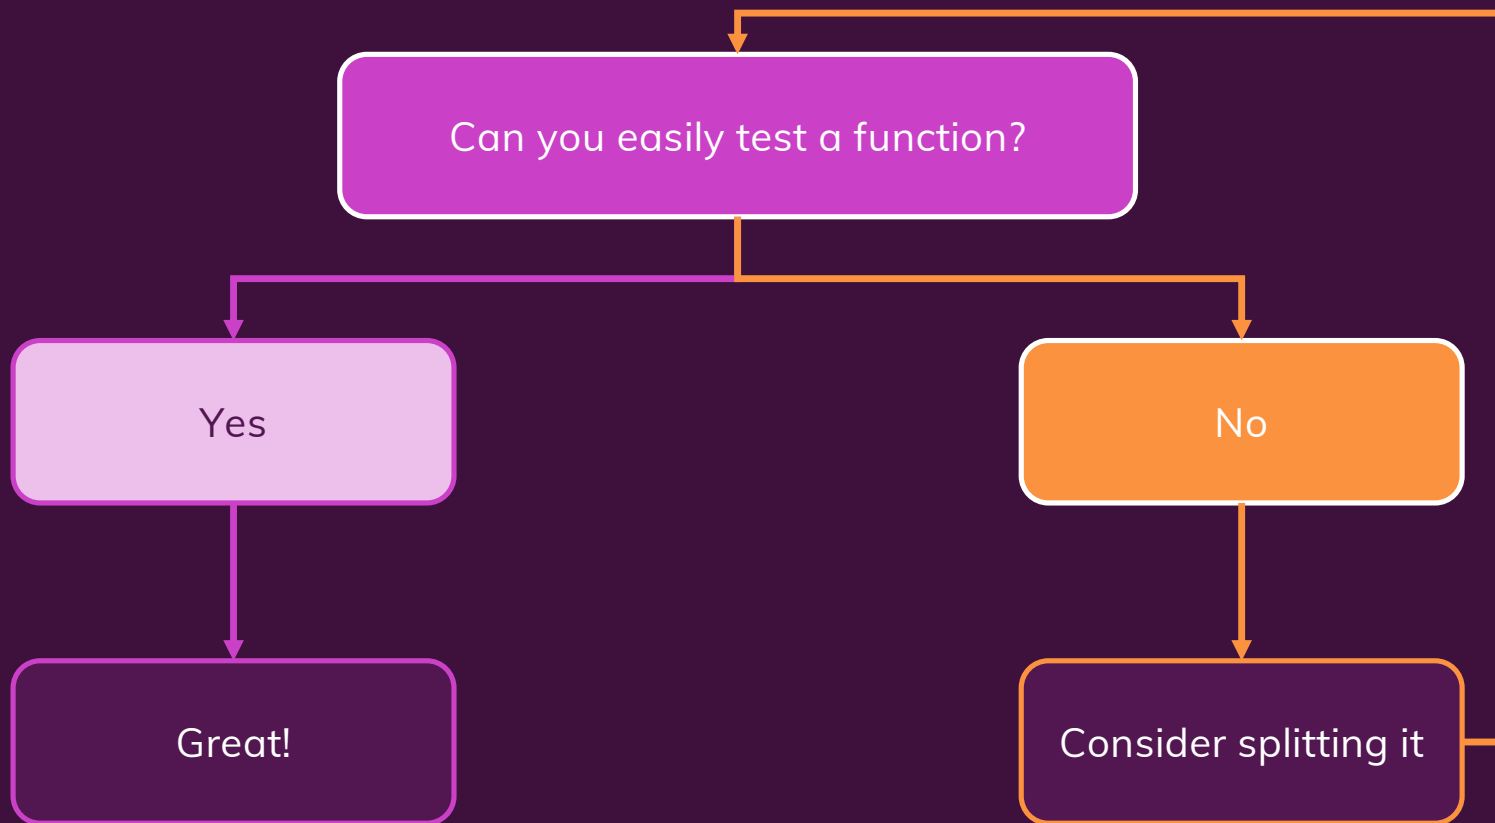 Can you easily test a function?
Yes
No
Great!
Consider splitting it